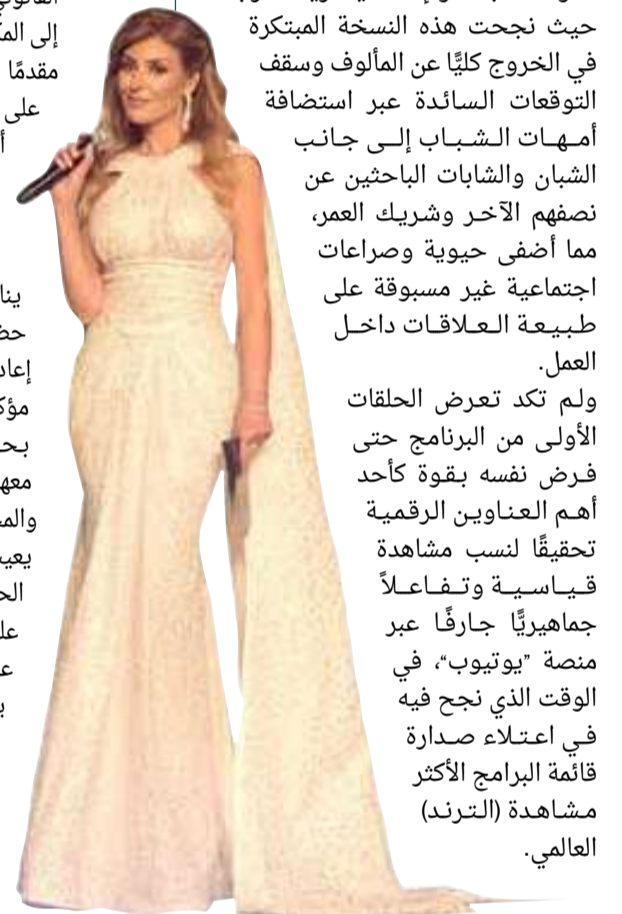 حيث نجحت هذه النسخة المبتكرة
في الخروج كليًّا عن المألوف وسقف
التوقعات السائدة عبر استضافة
أمهات الشباب إلى جانب
الشبان والشابات الباحثين عن
نصفهم الآخر وشريك العمر،
مما أضفى حيوية وصراعات
اجتماعية غير مسبوقة على
طبيعة العلاقات داخل
العمل.
ولم تكد تعرض الحلقات
الأولى من البرنامج حتى
فرض نفسه بقوة كأحد
أهم العناوين الرقمية
تحقيقًا لنسب مشاهدة
قياسية وتفاعلاً
جماهيريًّا جارفًا عبر
منصة ”يوتيوب“، في
الوقت الذي نجح فيه
في اعتلاء صدارة
قائمة البرامج الأكثر
مشاهدة (الترند)
العالمي.
مقدمًا
على